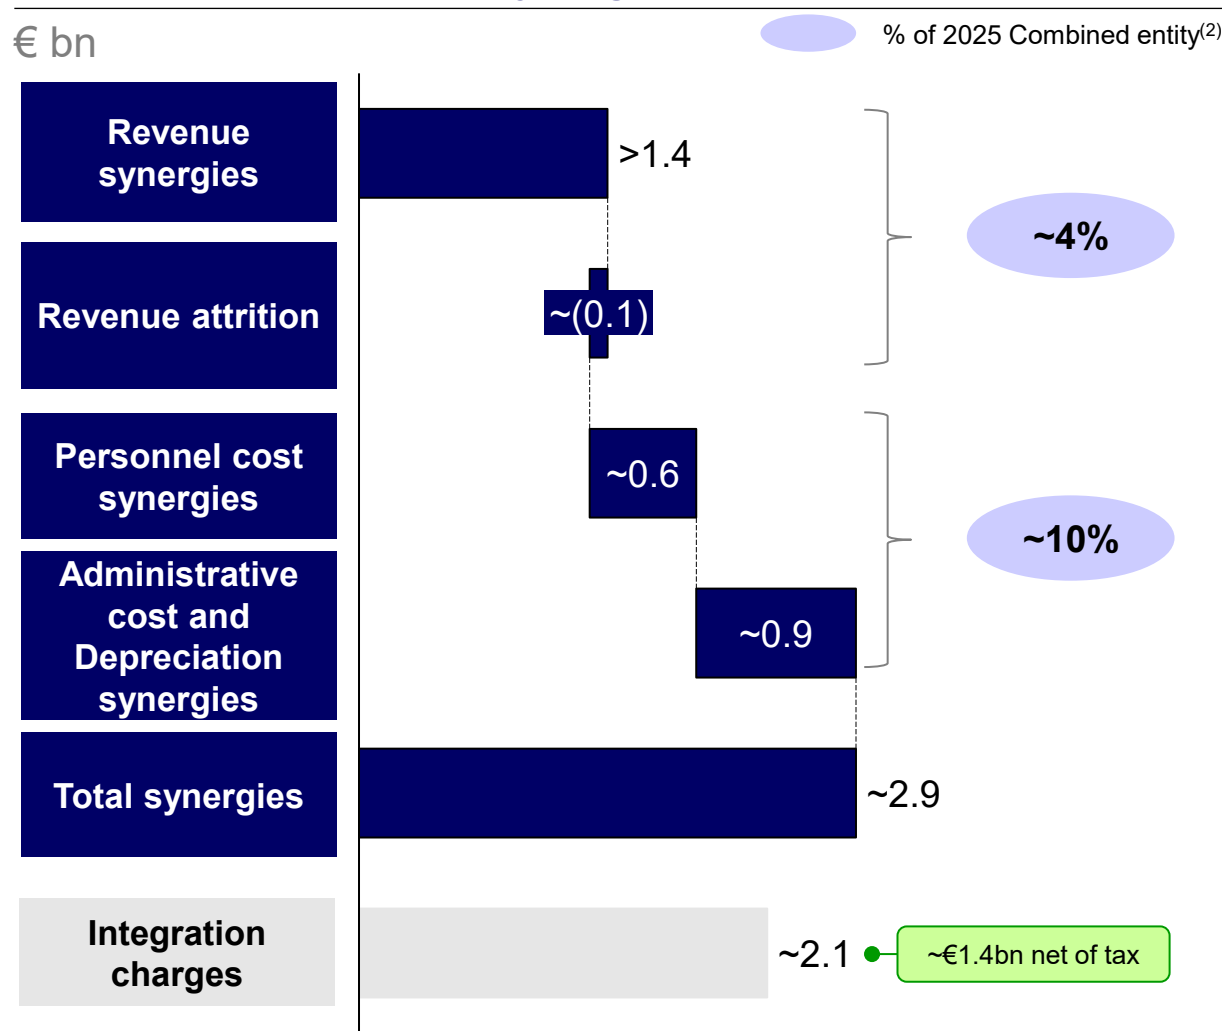 € bn
% of 2025 Combined entity(2)
Revenue
synergies
>1.4
~4%
Revenue attrition
~(0.1)
Personnel cost
synergies
~0.6
~10%
Administrative
cost and
Depreciation
synergies
~0.9
Total synergies
~2.9
Integration
charges
~2.1
~€1.4bn net of tax